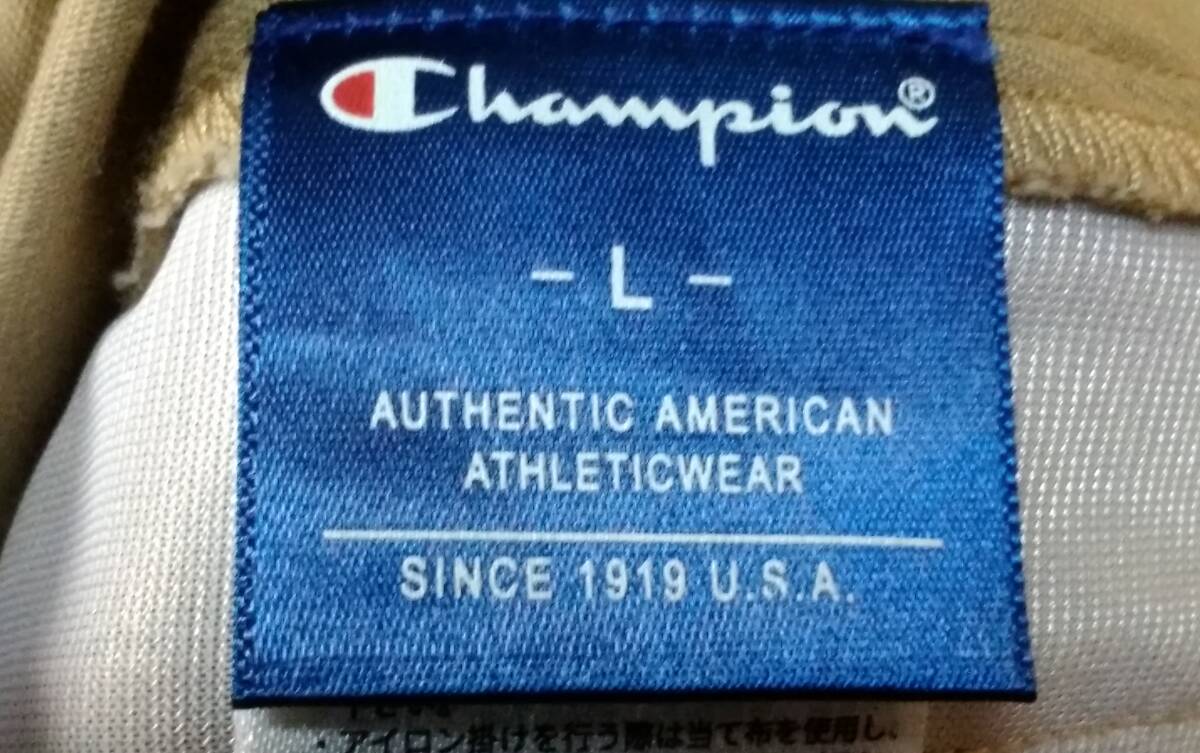 Champion®
- L -
AUTHENTIC AMERICAN
ATHLETICWEAR
SINCE 1919 U.S.A.
・アイロン掛けを行う際は当て布を使用し、